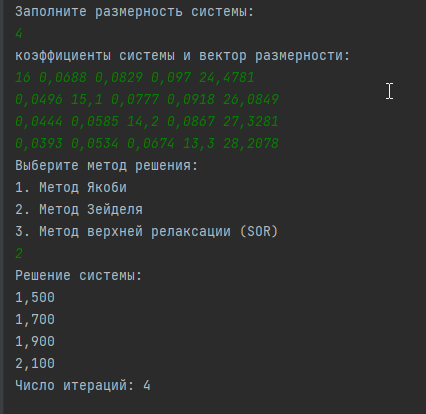 Заполните размерность системы:
4
коэффициенты системы и вектор размерности:
16 0,0688 0,0829 0,097 24,4781
0,0496 15,1 0,0777 0,0918 26,0849
0,0444 0,0585 14,2 0,0867 27,3281
0,0393 0,0534 0,0674 13,3 28,2078
Выберите метод решения:
1. Метод Якоби
2. Метод Зейделя
3. Метод верхней релаксации (SOR)
2
Решение системы:
1,500
1,700
1,900
2,100
Число итераций: 4